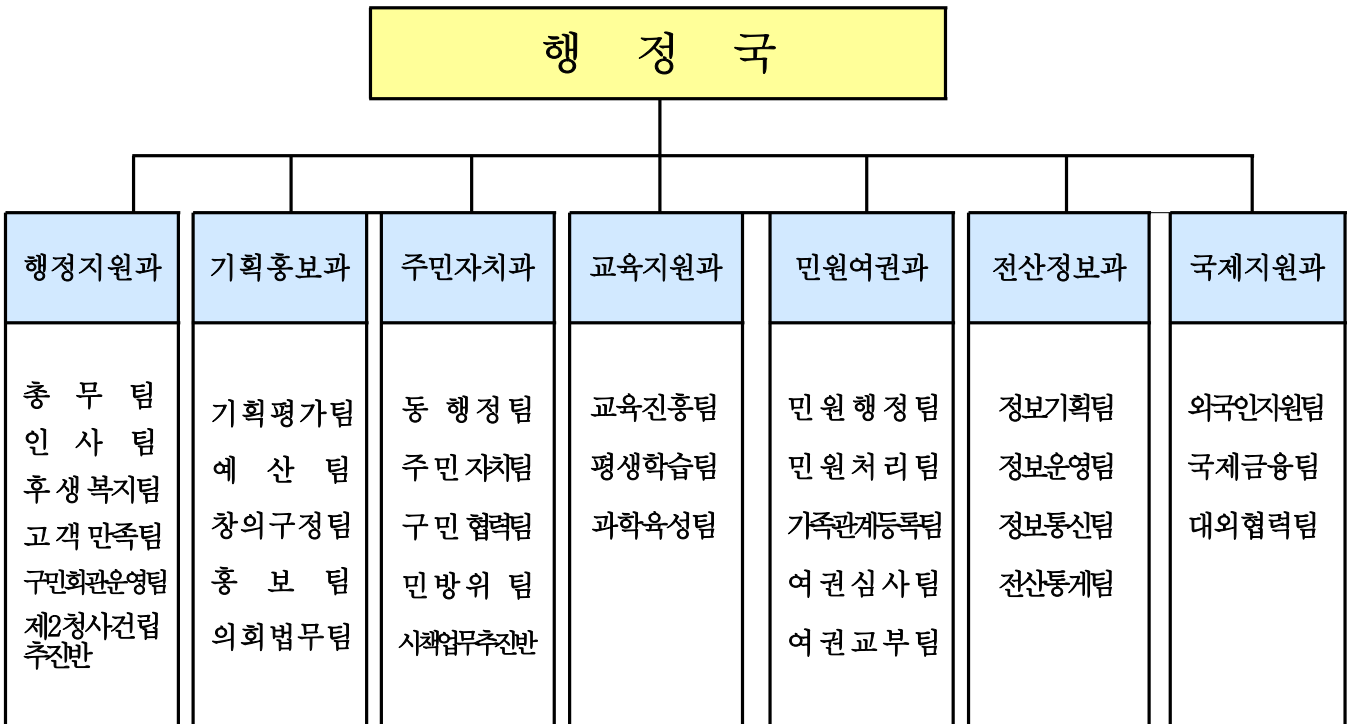 행 정 국
행정지원과
총 무 팀
인 사 팀
후생 복지팀
고객 만족팀
구민회관운영팀
제2청사건립
추진반
기획홍보과
기획평가팀
예 산 팀
창의구정팀
홍 보 팀
의회법무팀
주민자치과
동 행정팀
주민 자치팀
구민 협력팀
민방위 팀
시책업무추진반
교육지원과
교육진흥팀
평생학습팀
과학육성팀
민원여권과
민원행정팀
민원처리팀
가족관계등록팀
여권심사팀
여권교부팀
전산정보과
정보기획팀
정보운영팀
정보통신팀
전산통게팀
국제지원과
외국인지원팀
국제금융팀
대외협력팀